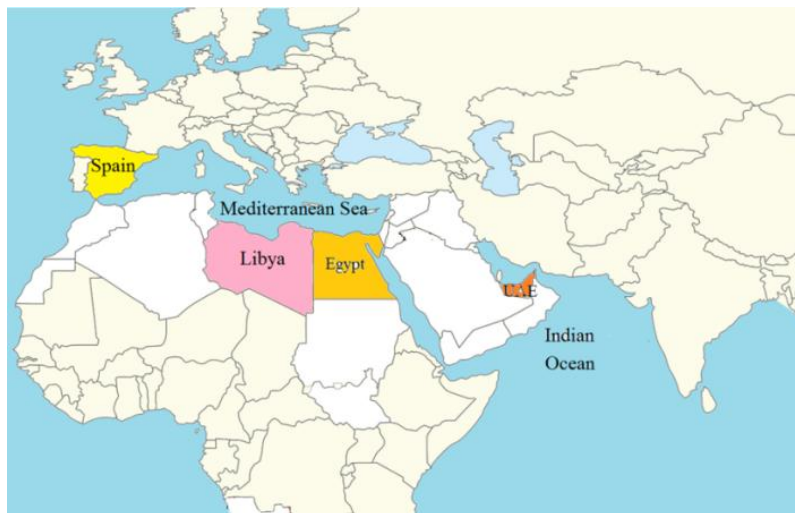 Spain
Mediterranean Sea
Libya
Egypt
UAE
Indian
Ocean